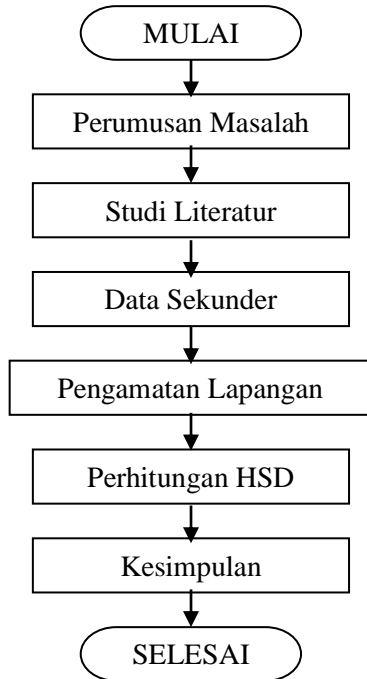 MULAI
Perumusan Masalah
Studi Literatur
Data Sekunder
Pengamatan Lapangan
Perhitungan HSD
Kesimpulan
SELESAI